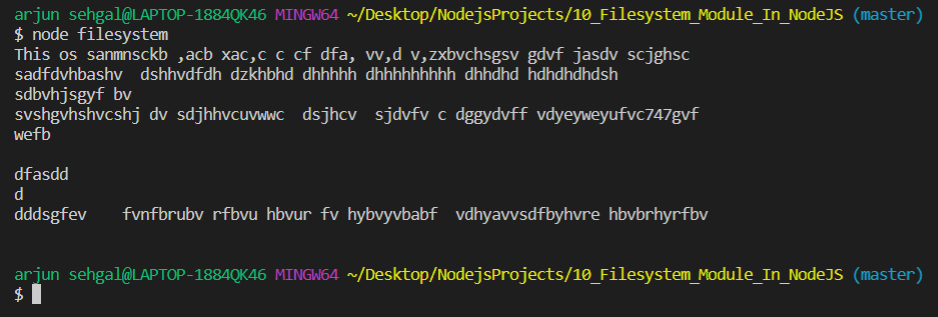 arjun sehgal@LAPTOP-1884QK46 MINGW64 ~/Desktop/NodejsProjects/10_Filesystem_Module_In_NodeJS (master)
$ node filesystem
This os sanmnsckb ,acb xac,c c cf dfa, vv,d v,zxbvchsgsv gdvf jasdv scjghsc
sadfdvhbashv  dshhvdfdh dzkhbhd dhhhhh dhhhhhhhhh dhhdhd hdhdhdhdsh
sdbvhjsgyf bv
svshgvhshvcshj dv sdjhhvcuvwwc  dsjhcv  sjdvfv c dggydvff vdyeyweyufvc747gvf
wefb
dfasdd
d
dddsgfev    fvnfbrubv rfbvu hbvur fv hybvyvbabf  vdhyavvsdfbyhvre hbvbrhyrfbv
arjun sehgal@LAPTOP-1884QK46 MINGW64 ~/Desktop/NodejsProjects/10_Filesystem_Module_In_NodeJS (master)
$